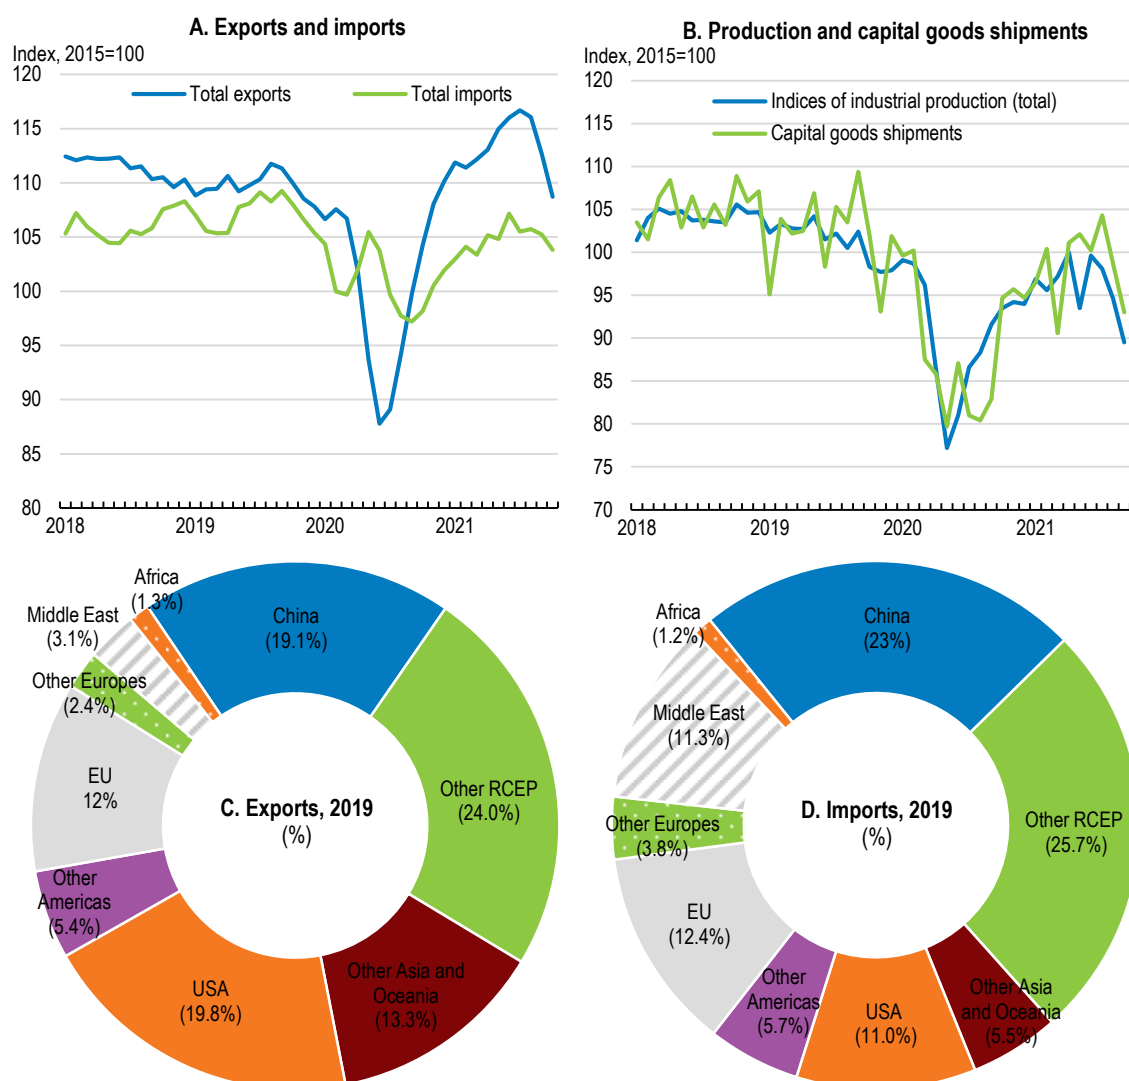 A. Exports and imports
Index, 2015=100
Total exports
Total imports
120
115
110
105
100
95
90
85
80
2018
2019
2020
2021
B. Production and capital goods shipments
Index, 2015=100
Indices of industrial production (total)
Capital goods shipments
120
115
110
105
100
95
90
85
80
75
70
2018
2019
2020
2021
C. Exports, 2019
(%)
China
(19.1%)
Other RCEP
(24.0%)
Other Asia and
Oceania
(13.3%)
USA
(19.8%)
Other
Americas
(5.4%)
EU
12%
Other Europes
(2.4%)
Middle East
(3.1%)
Africa
(1.3%)
D. Imports, 2019
(%)
China
(23%)
Other RCEP
(25.7%)
Other Asia
and Oceania
(5.5%)
USA
(11.0%)
Other
Americas
(5.7%)
EU
(12.4%)
Other Europes
(3.8%)
Middle East
(11.3%)
Africa
(1.2%)